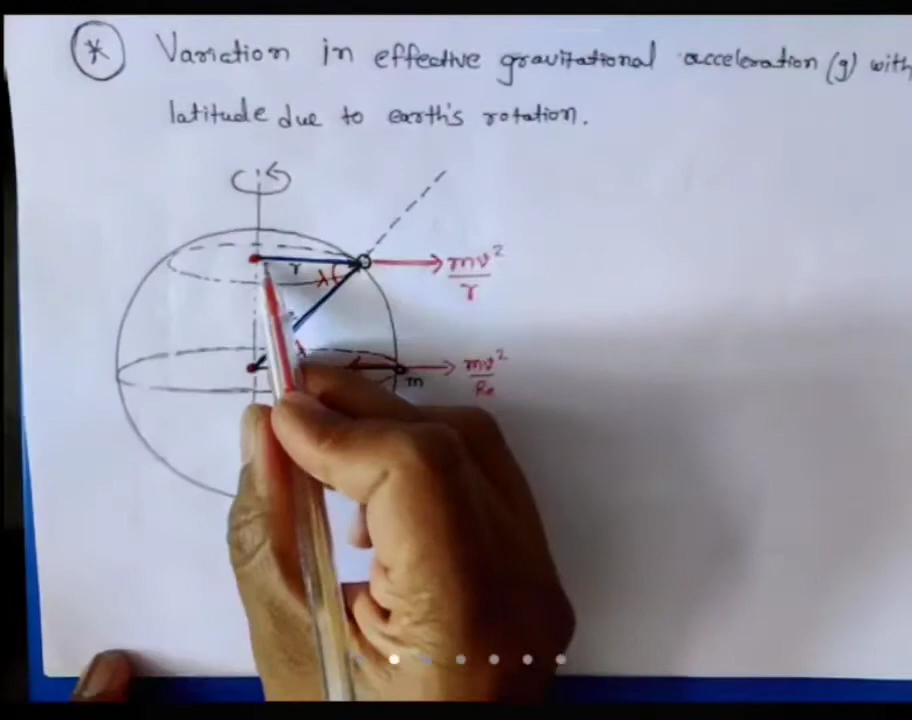 * Variation in effective gravitational acceleration (g) with
latitude due to earth's rotation.
r
λ
mv²
r
λ
m
mv²
Re